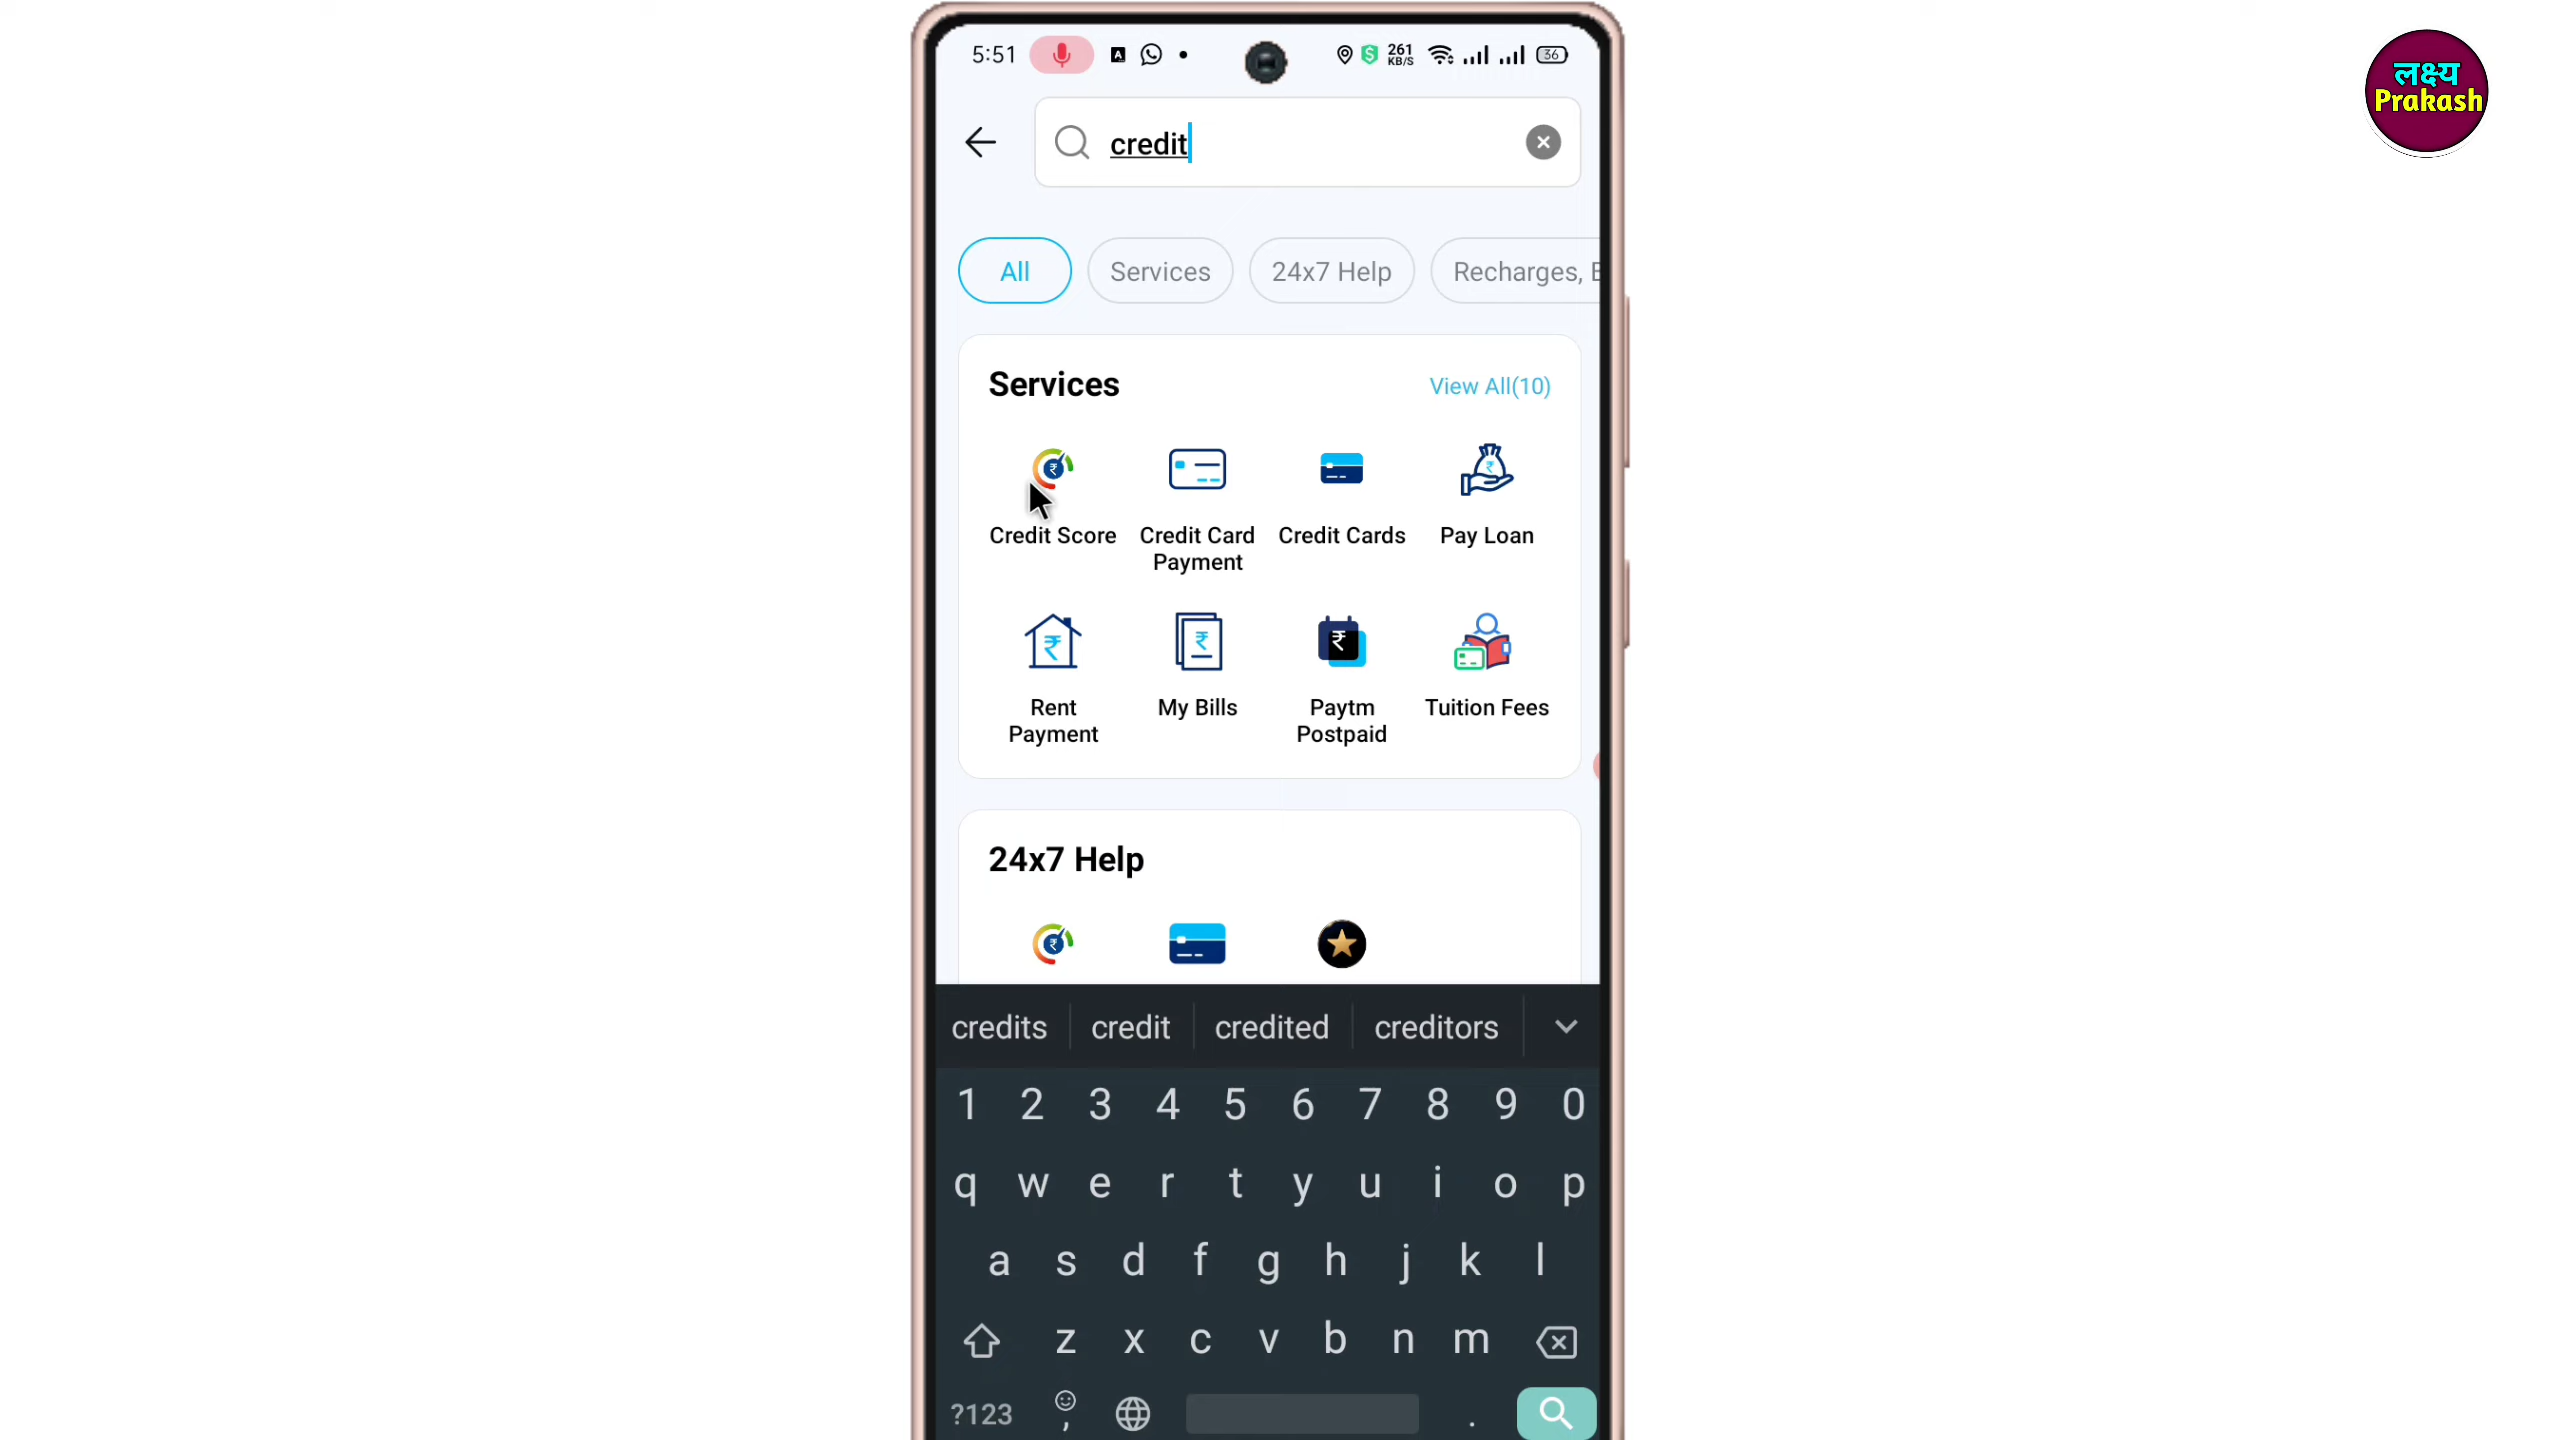 5:51
261
KB/S
36
लक्ष्य
Prakash
credit
All
Services
24x7 Help
Recharges, B
Services
View All(10)
Credit Score
Credit Card
Payment
Credit Cards
Pay Loan
Rent
Payment
My Bills
Paytm
Postpaid
Tuition Fees
24x7 Help
credits
credit
credited
creditors
1 2 3 4 5 6 7 8 9 0
q w e r t y u i o p
a s d f g h j k l
z x c v b n m
?123 , .